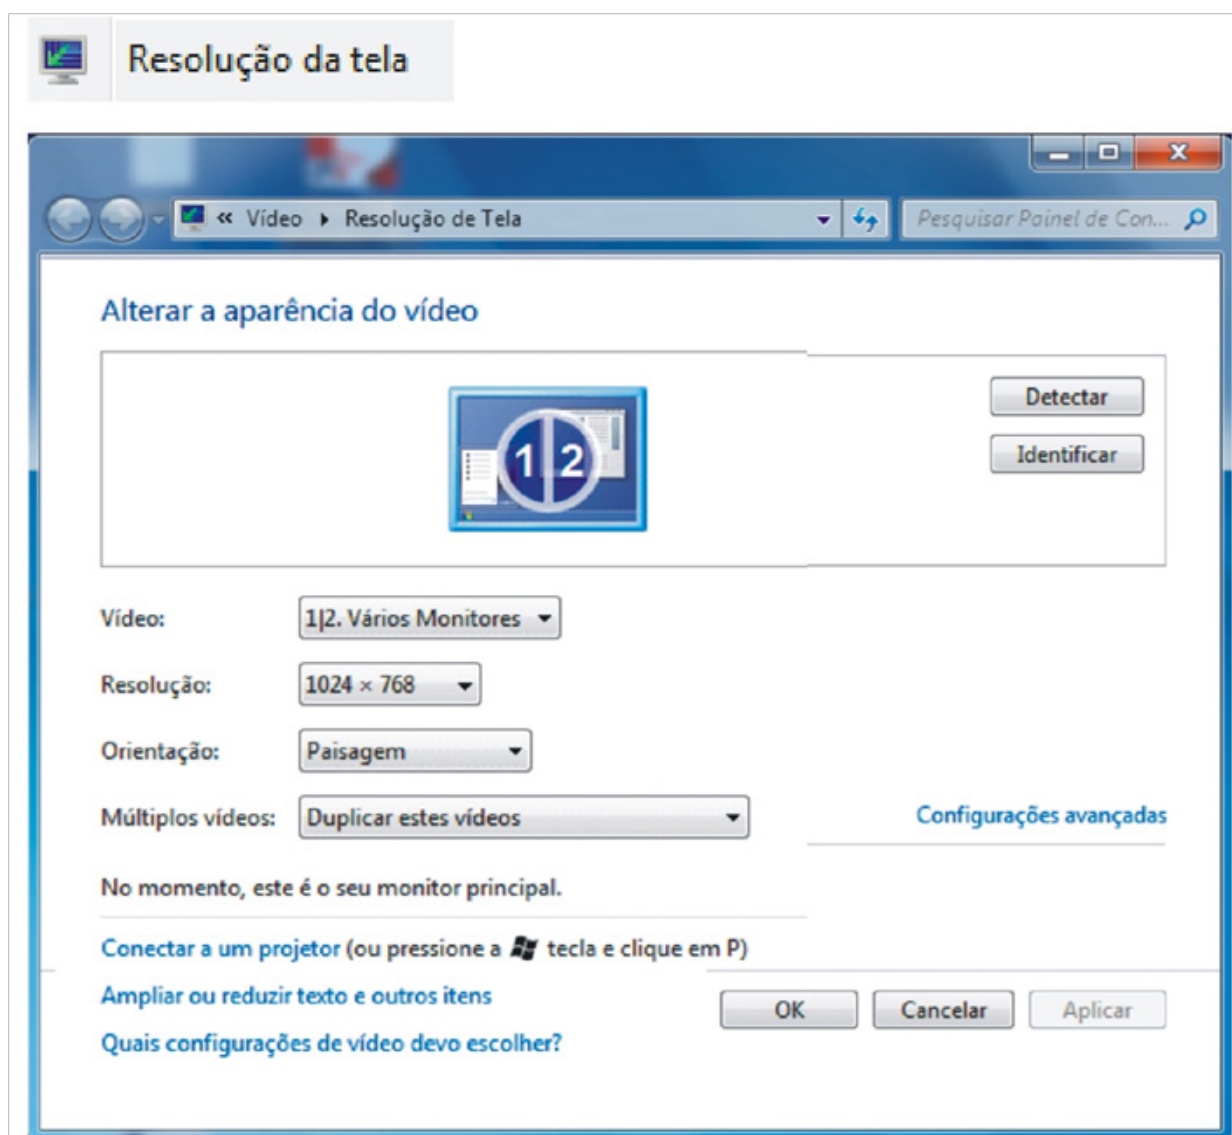 Resolução da tela
« Vídeo ▸ Resolução de Tela
Pesquisar Painel de Con...
Alterar a aparência do vídeo
1 2
Detectar
Identificar
Vídeo: 1|2. Vários Monitores
Resolução: 1024 × 768
Orientação: Paisagem
Múltiplos vídeos: Duplicar estes vídeos
Configurações avançadas
No momento, este é o seu monitor principal.
Conectar a um projetor (ou pressione a tecla e clique em P)
Ampliar ou reduzir texto e outros itens
Quais configurações de vídeo devo escolher?
OK Cancelar Aplicar